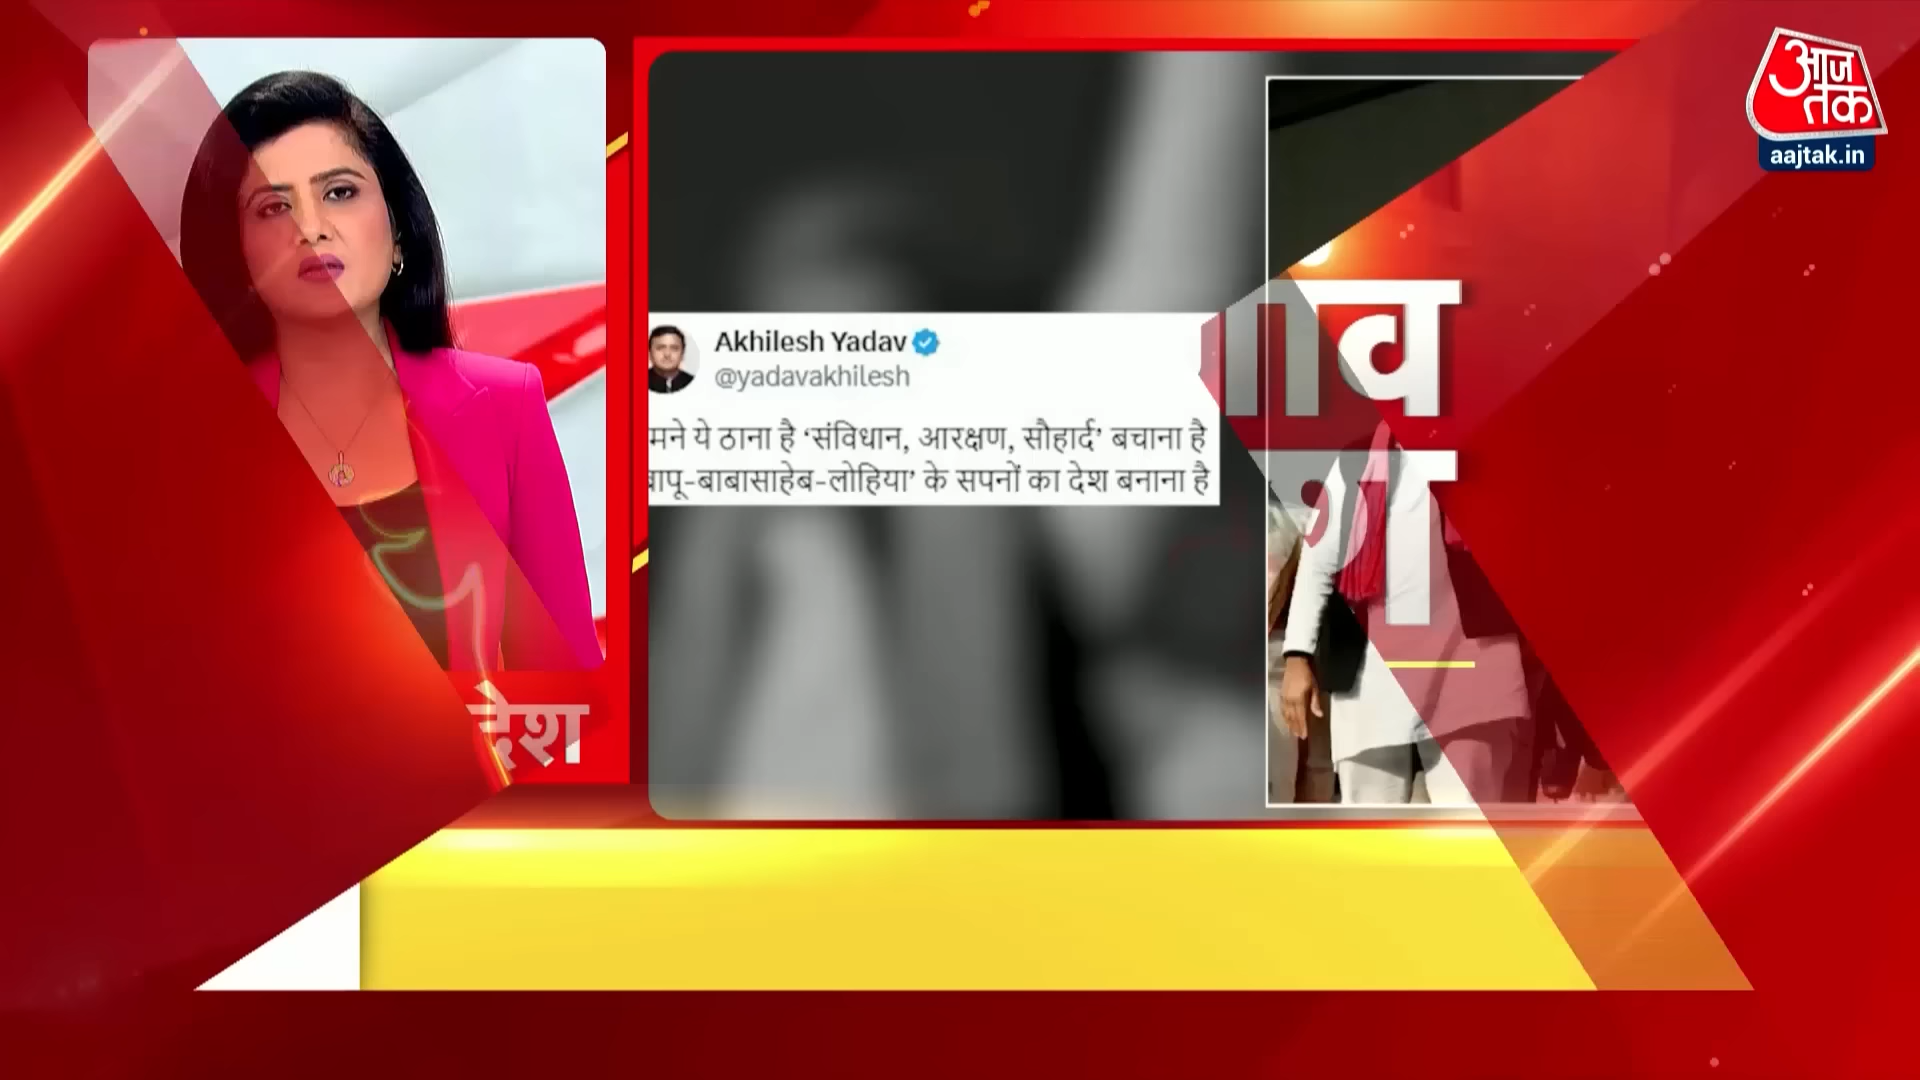 आज
तक
aajtak.in
Akhilesh Yadav
@yadavakhilesh
मने ये ठाना है ‘संविधान, आरक्षण, सौहार्द’ बचाना है
बापू-बाबासाहेब-लोहिया’ के सपनों का देश बनाना है
देश